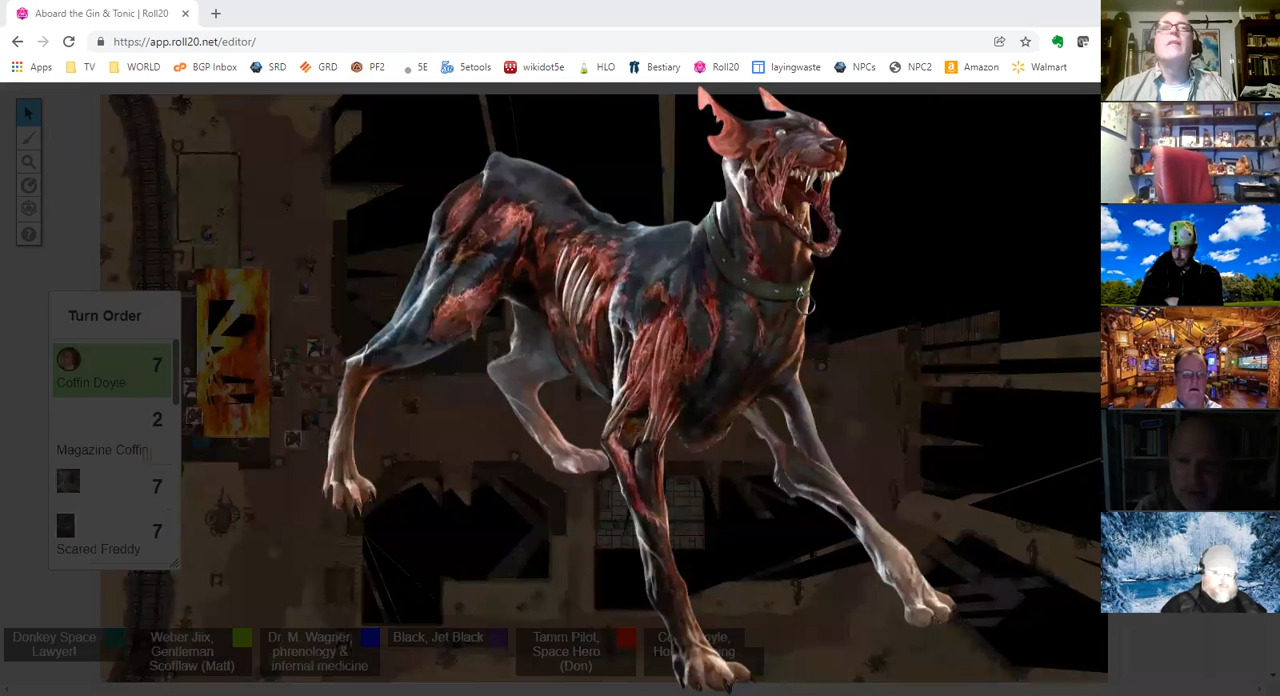 Aboard the Gin & Tonic | Roll20
https://app.roll20.net/editor/
Apps TV WORLD BGP Inbox SRD GRD PF2 5E 5etools wikidot5e HLO Bestiary Roll20 layingwaste NPCs NPC2 Amazon Walmart
Turn Order
7
Coffin Doyle
2
Magazine Coffin
7
7
Scared Freddy
Donkey Space
Lawyer!
Weber Jiix,
Gentleman
Scofflaw (Matt)
Dr. M. Wagner,
phrenology &
infernal medicine
Black, Jet Black
Tamm Pilot,
Space Hero
(Don)